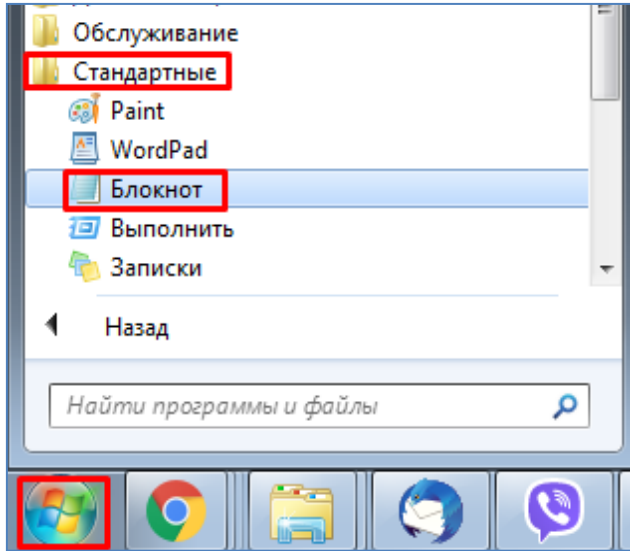 Обслуживание
Стандартные
Paint
WordPad
Блокнот
Выполнить
Записки
Назад
Найти программы и файлы